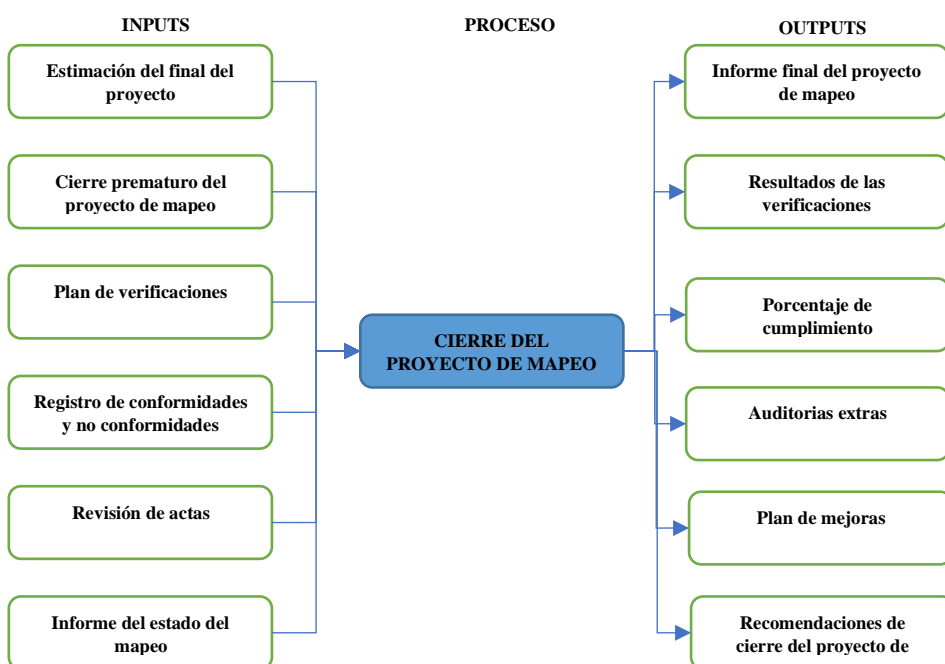 INPUTS
PROCESO
OUTPUTS
Estimación del final del
proyecto
Cierre prematuro del
proyecto de mapeo
Plan de verificaciones
Registro de conformidades
y no conformidades
Revisión de actas
Informe del estado del
mapeo
CIERRE DEL
PROYECTO DE MAPEO
Informe final del proyecto
de mapeo
Resultados de las
verificaciones
Porcentaje de
cumplimiento
Auditorias extras
Plan de mejoras
Recomendaciones de
cierre del proyecto de